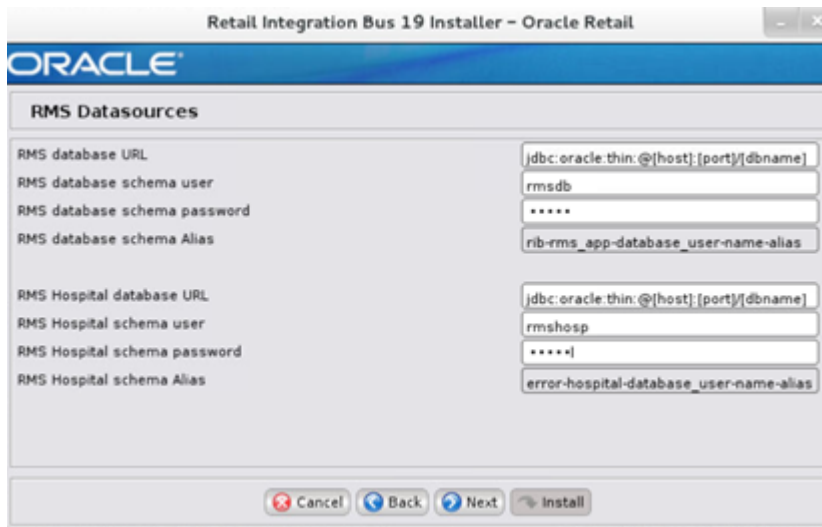 Retail Integration Bus 19 Installer – Oracle Retail
ORACLE®
RMS Datasources
RMS database URL jdbc:oracle:thin:@[host]:[port]/[dbname]
RMS database schema user rmsdb
RMS database schema password •••••
RMS database schema Alias rib-rms_app-database_user-name-alias
RMS Hospital database URL jdbc:oracle:thin:@[host]:[port]/[dbname]
RMS Hospital schema user rmshosp
RMS Hospital schema password •••••
RMS Hospital schema Alias error-hospital-database_user-name-alias
Cancel Back Next Install